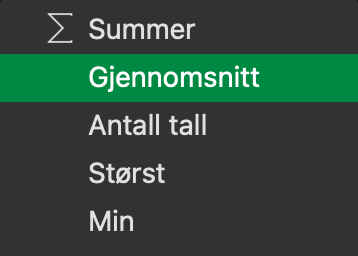 ∑ Summer
Gjennomsnitt
Antall tall
Størst
Min